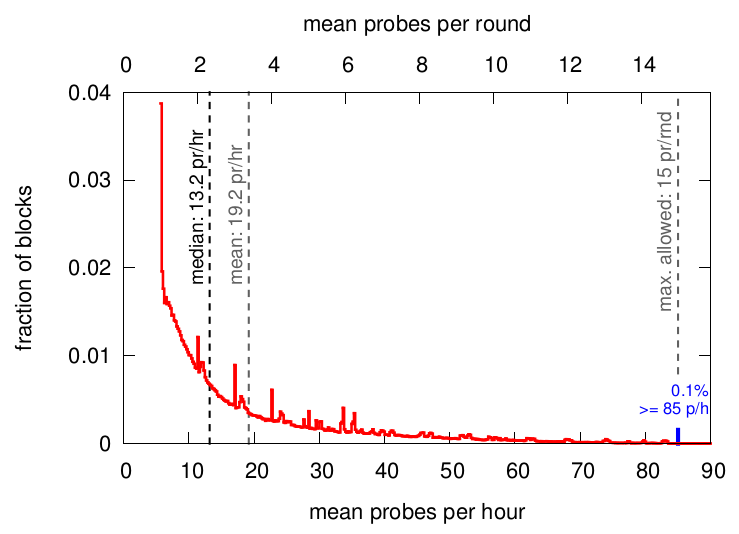 mean probes per round
0 2 4 6 8 10 12 14
0.04
0.03
0.02
0.01
0
fraction of blocks
median: 13.2 pr/hr
mean: 19.2 pr/hr
max. allowed: 15 pr/rnd
0.1%
>= 85 p/h
0 10 20 30 40 50 60 70 80 90
mean probes per hour